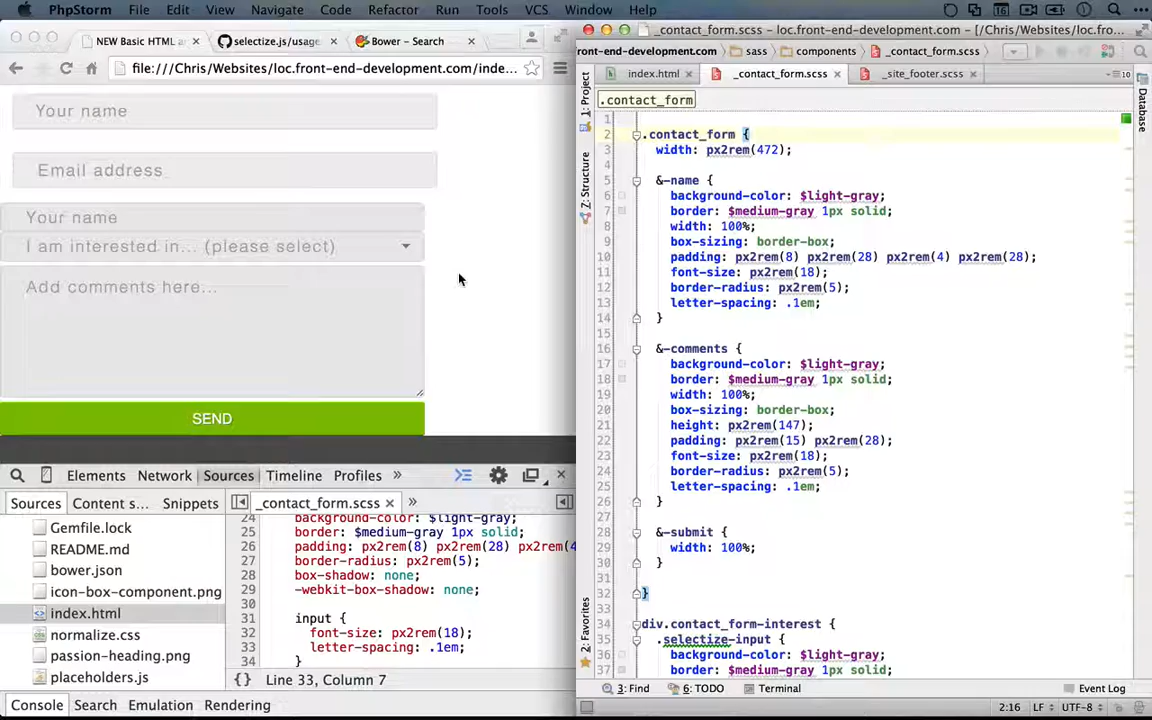 PhpStorm File Edit View Navigate Code Refactor Run Tools VCS Window Help
NEW Basic HTML ar
selectize.js/usage.
Bower - Search
file:///Chris/Websites/loc.front-end-development.com/inde...
Your name
Email address
Your name
I am interested in... (please select)
Add comments here...
SEND
Elements Network Sources Timeline Profiles »
Sources Content s... Snippets
_contact_form.scss
Gemfile.lock
README.md
bower.json
icon-box-component.png
index.html
normalize.css
passion-heading.png
placeholders.js
24 background-color: $light-gray;
25 border: $medium-gray 1px solid;
26 padding: px2rem(8) px2rem(28) px2rem(4
27 border-radius: px2rem(5);
28 box-shadow: none;
29 -webkit-box-shadow: none;
30
31 input {
32 font-size: px2rem(18);
33 letter-spacing: .1em;
34 }
{} Line 33, Column 7
Console Search Emulation Rendering
_contact_form.scss - loc.front-end-development.com - [/Chris/Websites/loc.fro...
ront-end-development.com sass components _contact_form.scss
index.html _contact_form.scss _site_footer.scss
10
.contact_form
1: Project
Z: Structure
2: Favorites
Database
1
2 .contact_form {
3 width: px2rem(472);
4
5 &-name {
6 background-color: $light-gray;
7 border: $medium-gray 1px solid;
8 width: 100%;
9 box-sizing: border-box;
10 padding: px2rem(8) px2rem(28) px2rem(4) px2rem(28);
11 font-size: px2rem(18);
12 border-radius: px2rem(5);
13 letter-spacing: .1em;
14 }
15
16 &-comments {
17 background-color: $light-gray;
18 border: $medium-gray 1px solid;
19 width: 100%;
20 box-sizing: border-box;
21 height: px2rem(147);
22 padding: px2rem(15) px2rem(28);
23 font-size: px2rem(18);
24 border-radius: px2rem(5);
25 letter-spacing: .1em;
26 }
27
28 &-submit {
29 width: 100%;
30 }
31
32 }
33
34 div.contact_form-interest {
35 .selectize-input {
36 background-color: $light-gray;
37 border: $medium-gray 1px solid;
3: Find 6: TODO Terminal Event Log
2:16 LF UTF-8